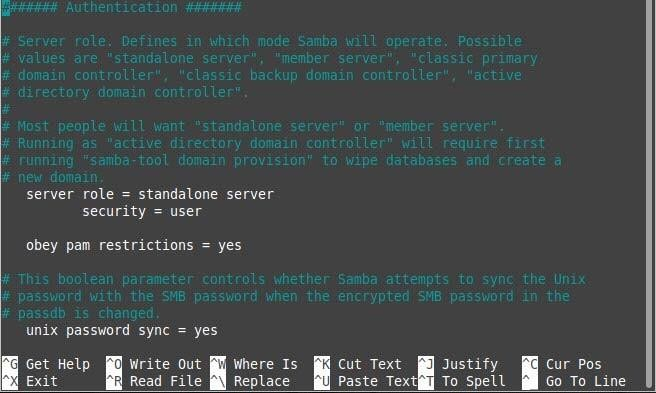 ####### Authentication #######
# Server role. Defines in which mode Samba will operate. Possible
# values are "standalone server", "member server", "classic primary
# domain controller", "classic backup domain controller", "active
# directory domain controller".
#
# Most people will want "standalone server" or "member server".
# Running as "active directory domain controller" will require first
# running "samba-tool domain provision" to wipe databases and create a
# new domain.
server role = standalone server
security = user
obey pam restrictions = yes
# This boolean parameter controls whether Samba attempts to sync the Unix
# password with the SMB password when the encrypted SMB password in the
# passdb is changed.
unix password sync = yes
^G Get Help ^O Write Out ^W Where Is ^K Cut Text ^J Justify ^C Cur Pos
^X Exit ^R Read File ^\ Replace ^U Paste Text ^T To Spell ^_ Go To Line